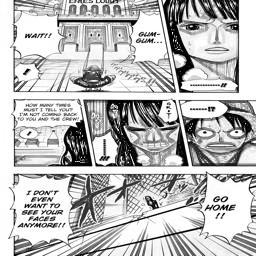 GUM-
GUM...
WAIT!!
.........!!
.........!?
HOW MANY TIMES
MUST I TELL YOU?
I'M NOT COMING BACK
TO YOU AND THE CREW!
GO
HOME
!!
I DON'T
EVEN
WANT TO
SEE YOUR
FACES
ANYMORE!!